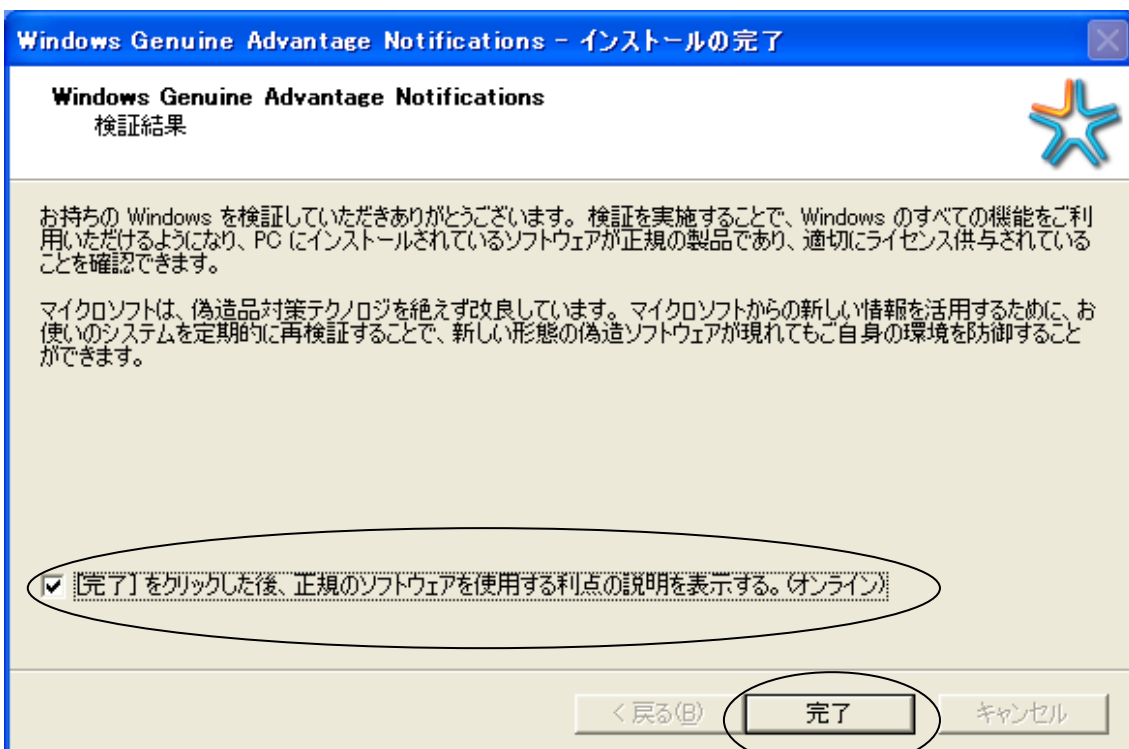 Windows Genuine Advantage Notifications - インストールの完了
Windows Genuine Advantage Notifications
検証結果
お持ちの Windows を検証していただきありがとうございます。検証を実施することで、Windows のすべての機能をご利
用いただけるようになり、PC にインストールされているソフトウェアが正規の製品であり、適切にライセンス供与されている
ことを確認できます。
マイクロソフトは、偽造品対策テクノロジを絶えず改良しています。マイクロソフトからの新しい情報を活用するために、お
使いのシステムを定期的に再検証することで、新しい形態の偽造ソフトウェアが現れてもご自身の環境を防御すること
ができます。
[完了] をクリックした後、正規のソフトウェアを使用する利点の説明を表示する。(オンライン)
< 戻る(B) 完了 キャンセル